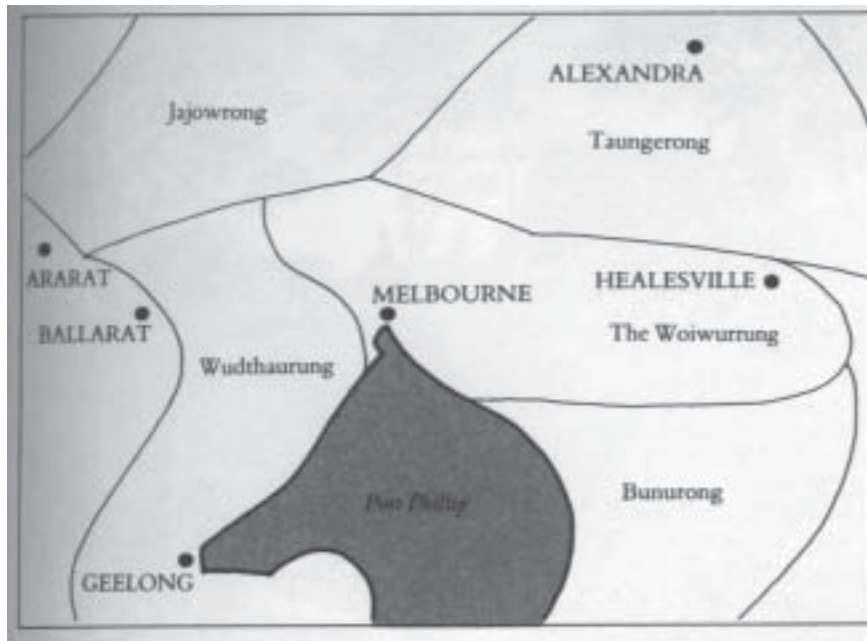 ALEXANDRA
Jajowrong
Taungerong
ARARAT
HEALESVILLE
MELBOURNE
BALLARAT
The Woiwurrung
Wudthaurung
Bunurong
Port Phillip
GEELONG